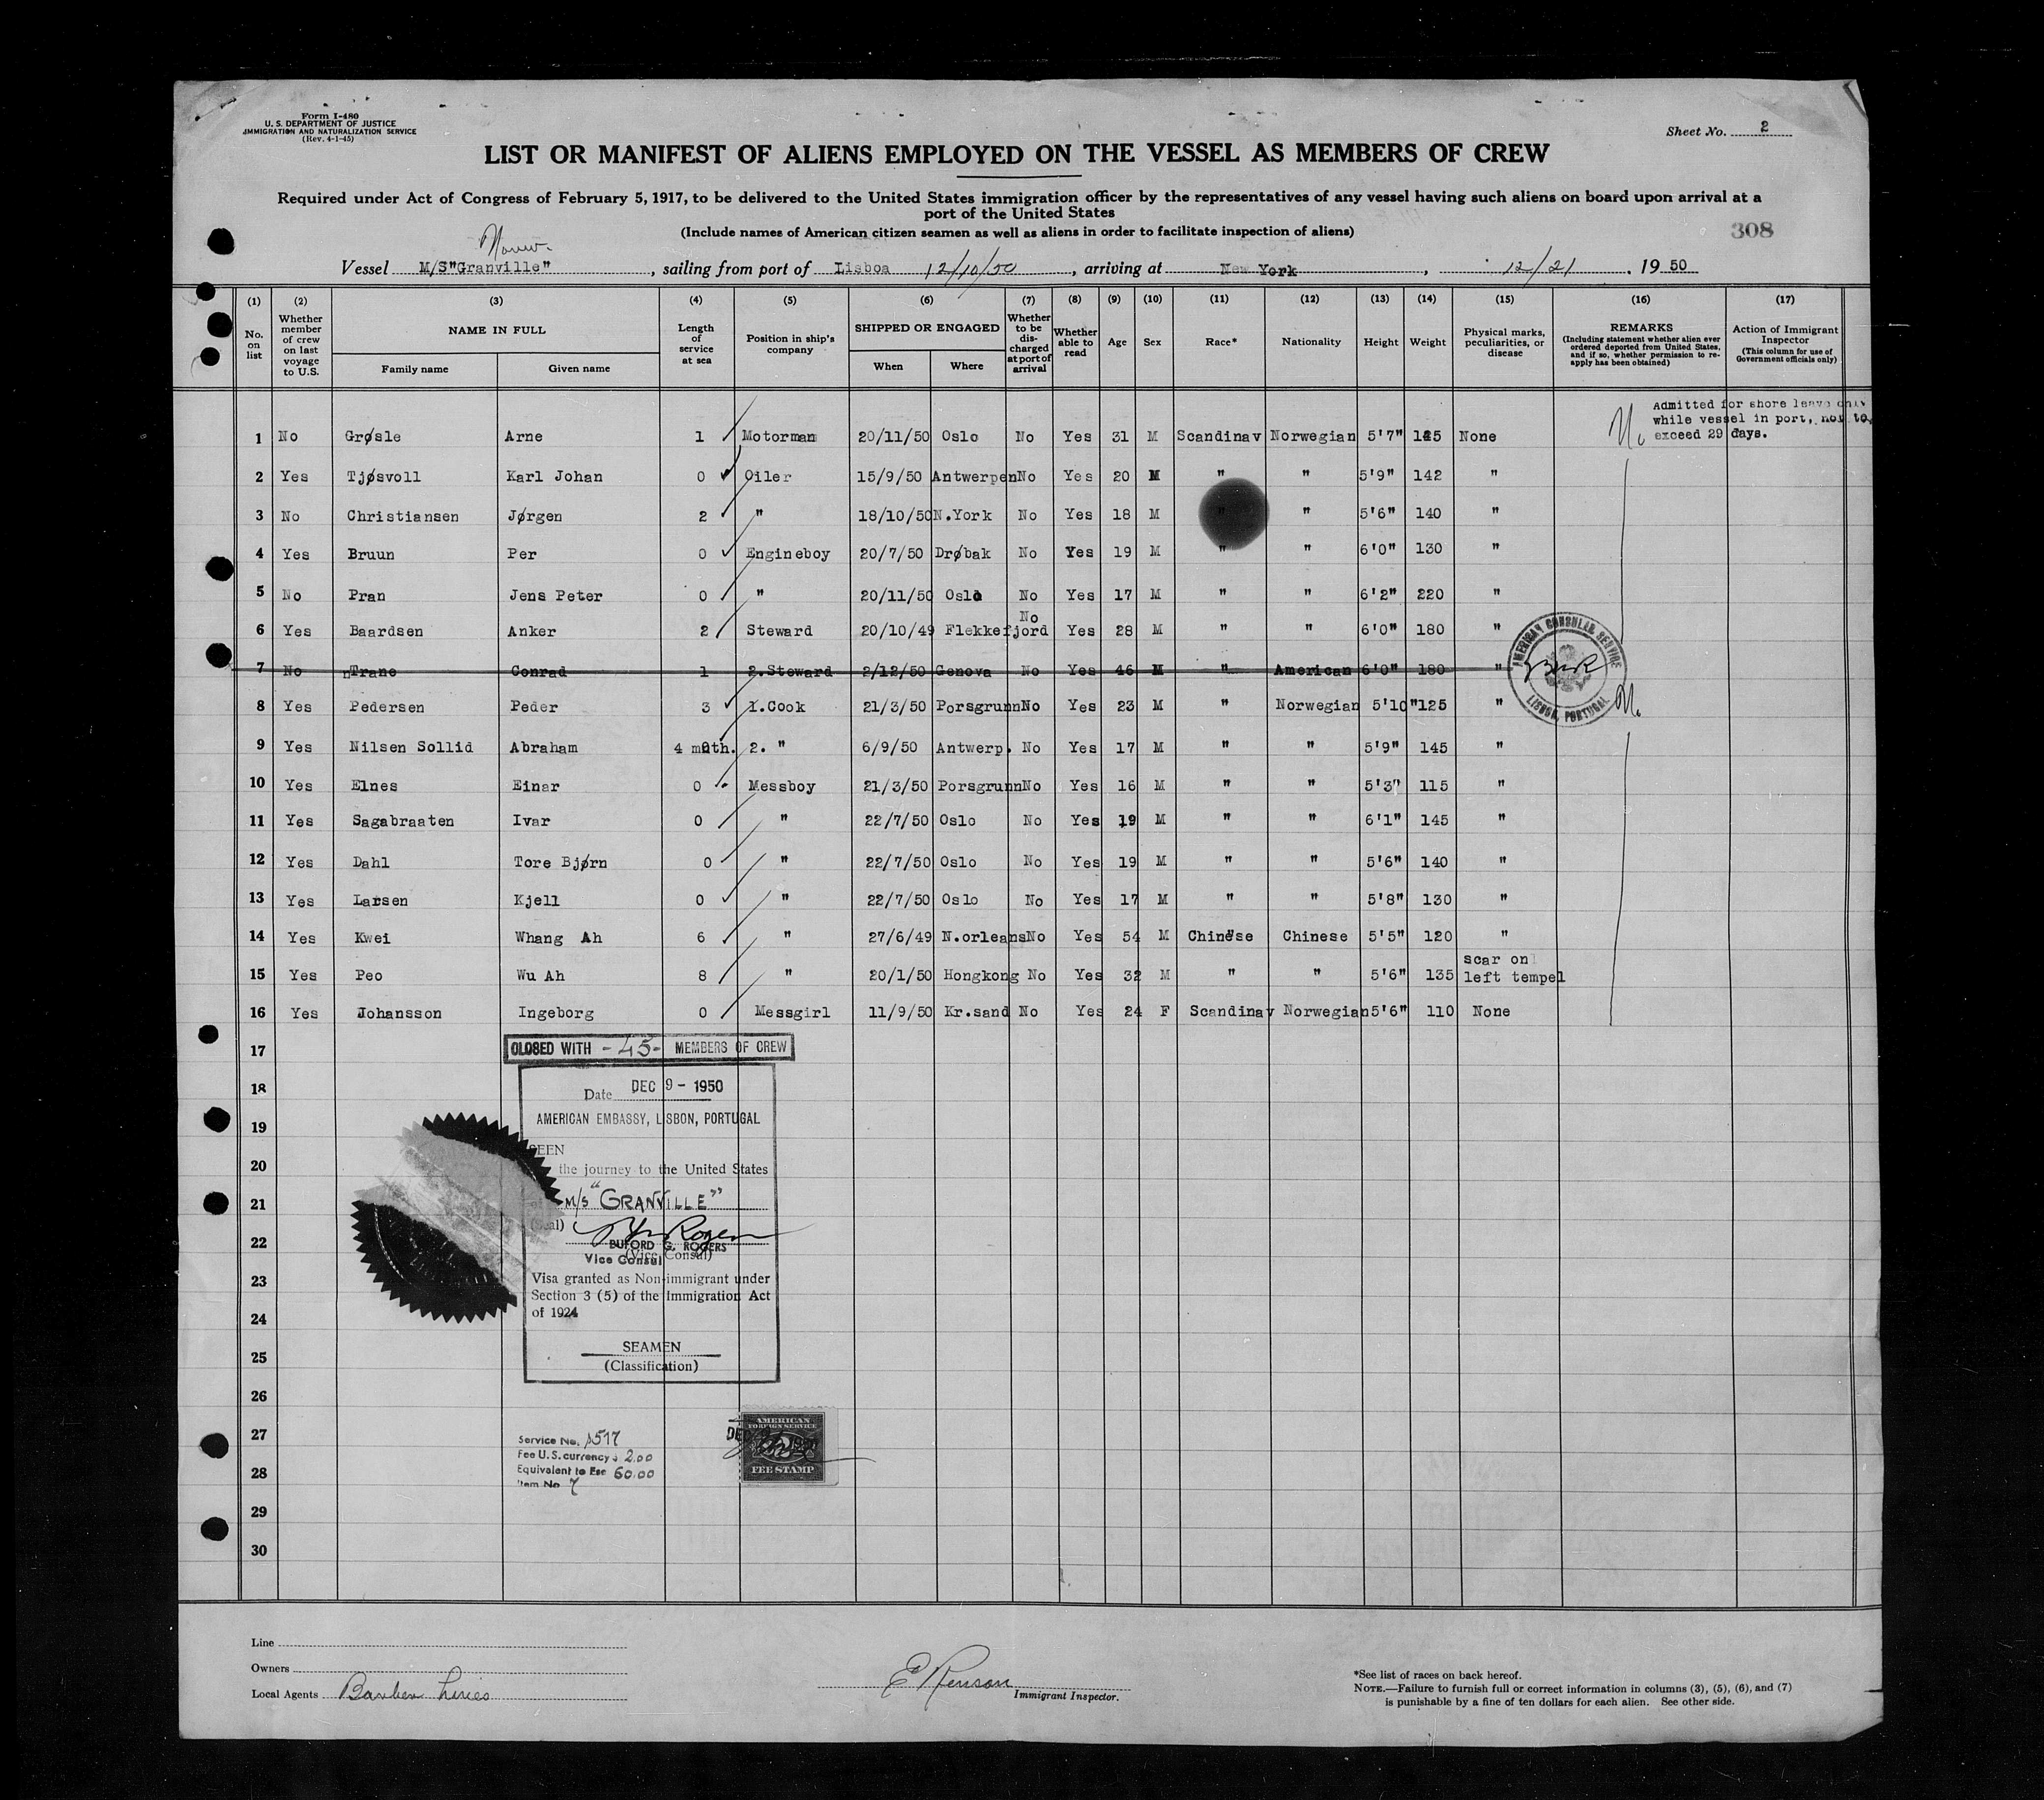 Form I-480
U. S. DEPARTMENT OF JUSTICE
IMMIGRATION AND NATURALIZATION SERVICE
(Rev. 4-1-45)
Sheet No. 2
LIST OR MANIFEST OF ALIENS EMPLOYED ON THE VESSEL AS MEMBERS OF CREW
Required under Act of Congress of February 5, 1917, to be delivered to the United States immigration officer by the representatives of any vessel having such aliens on board upon arrival at a
port of the United States
(Include names of American citizen seamen as well as aliens in order to facilitate inspection of aliens)
308
Vessel M/S"Granville", sailing from port of Lisboa 12/10/50, arriving at New York, 12/21, 19 50
(1) (2) (3) (4) (5) (6) (7) (8) (9) (10) (11) (12) (13) (14) (15) (16) (17)
No. on list
Whether member of crew on last voyage to U.S.
NAME IN FULL
Family name
Given name
Length of service at sea
Position in ship's company
SHIPPED OR ENGAGED
When
Where
Whether to be discharged at port of arrival
Whether able to read
Age
Sex
Race*
Nationality
Height
Weight
Physical marks, peculiarities, or disease
REMARKS
(Including statement whether alien ever ordered deported from United States, and if so, whether permission to re-apply has been obtained)
Action of Immigrant Inspector
(This column for use of Government officials only)
Admitted for shore leave only
while vessel in port, not to
exceed 29 days.
1 No Grøsle Arne 1 Motorman 20/11/50 Oslo No Yes 31 M Scandinav Norwegian 5'7" None
2 Yes Tjøsvoll Karl Johan 0 Oiler 15/9/50 Antwerpen No Yes 20 M " " 5'9" 142 "
3 No Christiansen Jørgen 2 " 18/10/50 N.York No Yes 18 M " " 5'6" 140 "
4 Yes Bruun Per 0 Engineboy 20/7/50 Drøbak No Yes 19 M " " 6'0" 130 "
5 No Pran Jens Peter 0 " 20/11/50 Oslo No Yes 17 M " " 6'2" 220 "
6 Yes Baardsen Anker 2 Steward 20/10/49 Flekkefjord No Yes 28 M " " 6'0" 180 "
7 No Trane Conrad 1 2.Steward 2/12/50 Genova No Yes 46 M " American 6'0" 180 "
8 Yes Pedersen Peder 3 1.Cook 21/3/50 Porsgrunn No Yes 23 M " Norwegian 5'10" 125 "
9 Yes Nilsen Sollid Abraham 4 mnth. 2. " 6/9/50 Antwerp. No Yes 17 M " " 5'9" 145 "
10 Yes Elnes Einar 0 Messboy 21/3/50 Porsgrunn No Yes 16 M " " 5'3" 115 "
11 Yes Sagabraaten Ivar 0 " 22/7/50 Oslo No Yes 19 M " " 6'1" 145 "
12 Yes Dahl Tore Bjørn 0 " 22/7/50 Oslo No Yes 19 M " " 5'6" 140 "
13 Yes Larsen Kjell 0 " 22/7/50 Oslo No Yes 17 M " " 5'8" 130 "
14 Yes Kwei Whang Ah 6 " 27/6/49 N.orleans No Yes 54 M Chinese Chinese 5'5" 120 "
15 Yes Peo Wu Ah 8 " 20/1/50 Hongkong No Yes 32 M " " 5'6" 135 scar on left tempel
16 Yes Johansson Ingeborg 0 Messgirl 11/9/50 Kr.sand No Yes 24 F Scandinav Norwegian 5'6" 110 None
AMERICAN CONSULAR SERVICE
LISBON, PORTUGAL
17
CLOSED WITH -45- MEMBERS OF CREW
18
Date DEC 9 - 1950
19
AMERICAN EMBASSY, LISBON, PORTUGAL
SEEN
20
the journey to the United States
21
M/S "GRANVILLE"
(Seal)
22
BUFORD G. ROGERS
Vice Consul (Vice Consul)
23
Visa granted as Non-immigrant under
Section 3 (5) of the Immigration Act
of 1924
24
SEAMEN
25
(Classification)
26
27
Service No. 1517
Fee U.S. currency $ 2.00
Equivalent to Esc 60.00
Item No 7
AMERICAN
FOREIGN SERVICE
DEC 9 1950
FEE STAMP
28
29
30
Line
Owners
Local Agents Barber Lines
Immigrant Inspector.
*See list of races on back hereof.
NOTE.—Failure to furnish full or correct information in columns (3), (5), (6), and (7)
is punishable by a fine of ten dollars for each alien. See other side.